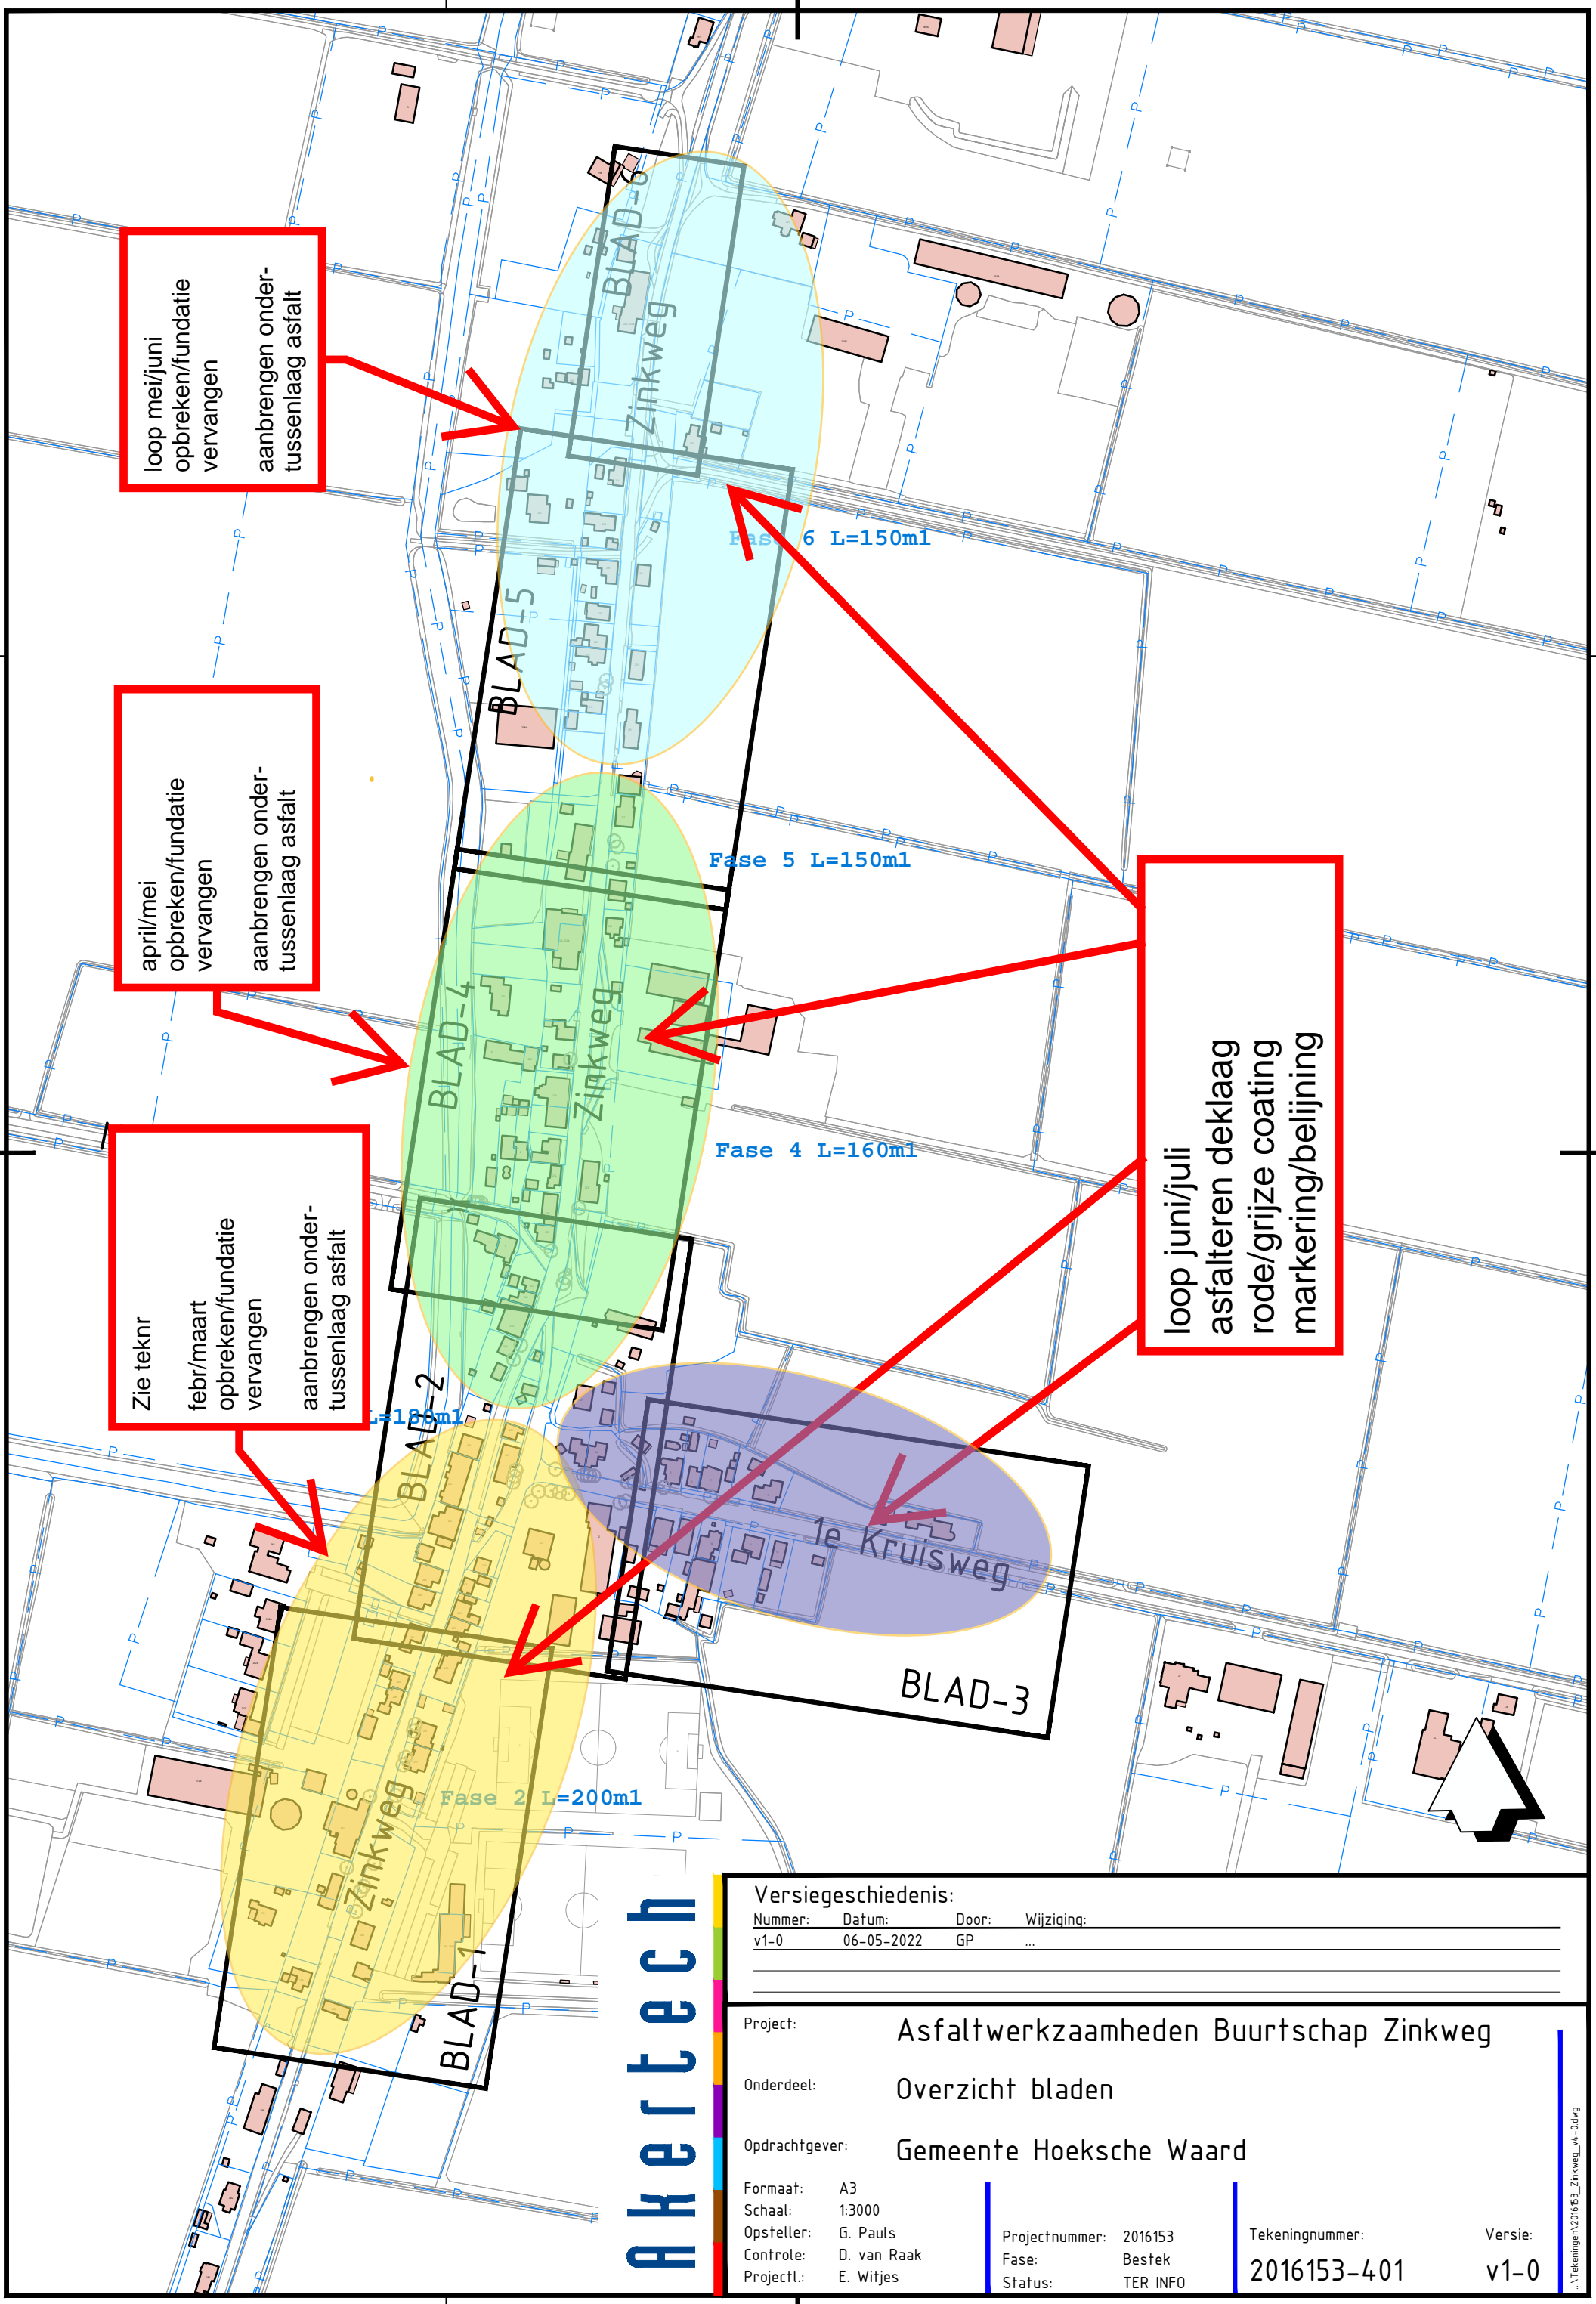 loop mei/juni
opbreken/fundatie
vervangen
aanbrengen onder-
tussenlaag asfalt
april/mei
opbreken/fundatie
vervangen
aanbrengen onder-
tussenlaag asfalt
Zie teknr
febr/maart
opbreken/fundatie
vervangen
aanbrengen onder-
tussenlaag asfalt
loop juni/juli
asfalteren deklaag
rode/grijze coating
markering/belijning
BLAD-6
Zinkweg
Fase 6 L=150m1
BLAD-5
Fase 5 L=150m1
BLAD-4
Zinkweg
Fase 4 L=160m1
BLAD-2
L=180m1
1e Kruisweg
BLAD-3
Zinkweg
Fase 2 L=200m1
BLAD-1
Akertech
Versiegeschiedenis:
Nummer: Datum: Door: Wijziging:
v1-0 06-05-2022 GP ...
Project: Asfaltwerkzaamheden Buurtschap Zinkweg
Onderdeel: Overzicht bladen
Opdrachtgever: Gemeente Hoeksche Waard
Formaat: A3
Schaal: 1:3000
Opsteller: G. Pauls
Controle: D. van Raak
Projectl.: E. Witjes
Projectnummer: 2016153
Fase: Bestek
Status: TER INFO
Tekeningnummer: Versie:
2016153-401 v1-0
...\Tekeningen\2016153_Zinkweg_v4-0.dwg